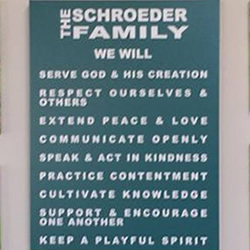 THE SCHROEDER
FAMILY
WE WILL
SERVE GOD & HIS CREATION
RESPECT OURSELVES &
OTHERS
EXTEND PEACE & LOVE
COMMUNICATE OPENLY
SPEAK & ACT IN KINDNESS
PRACTICE CONTENTMENT
CULTIVATE KNOWLEDGE
SUPPORT & ENCOURAGE
ONE ANOTHER
KEEP A PLAYFUL SPIRIT